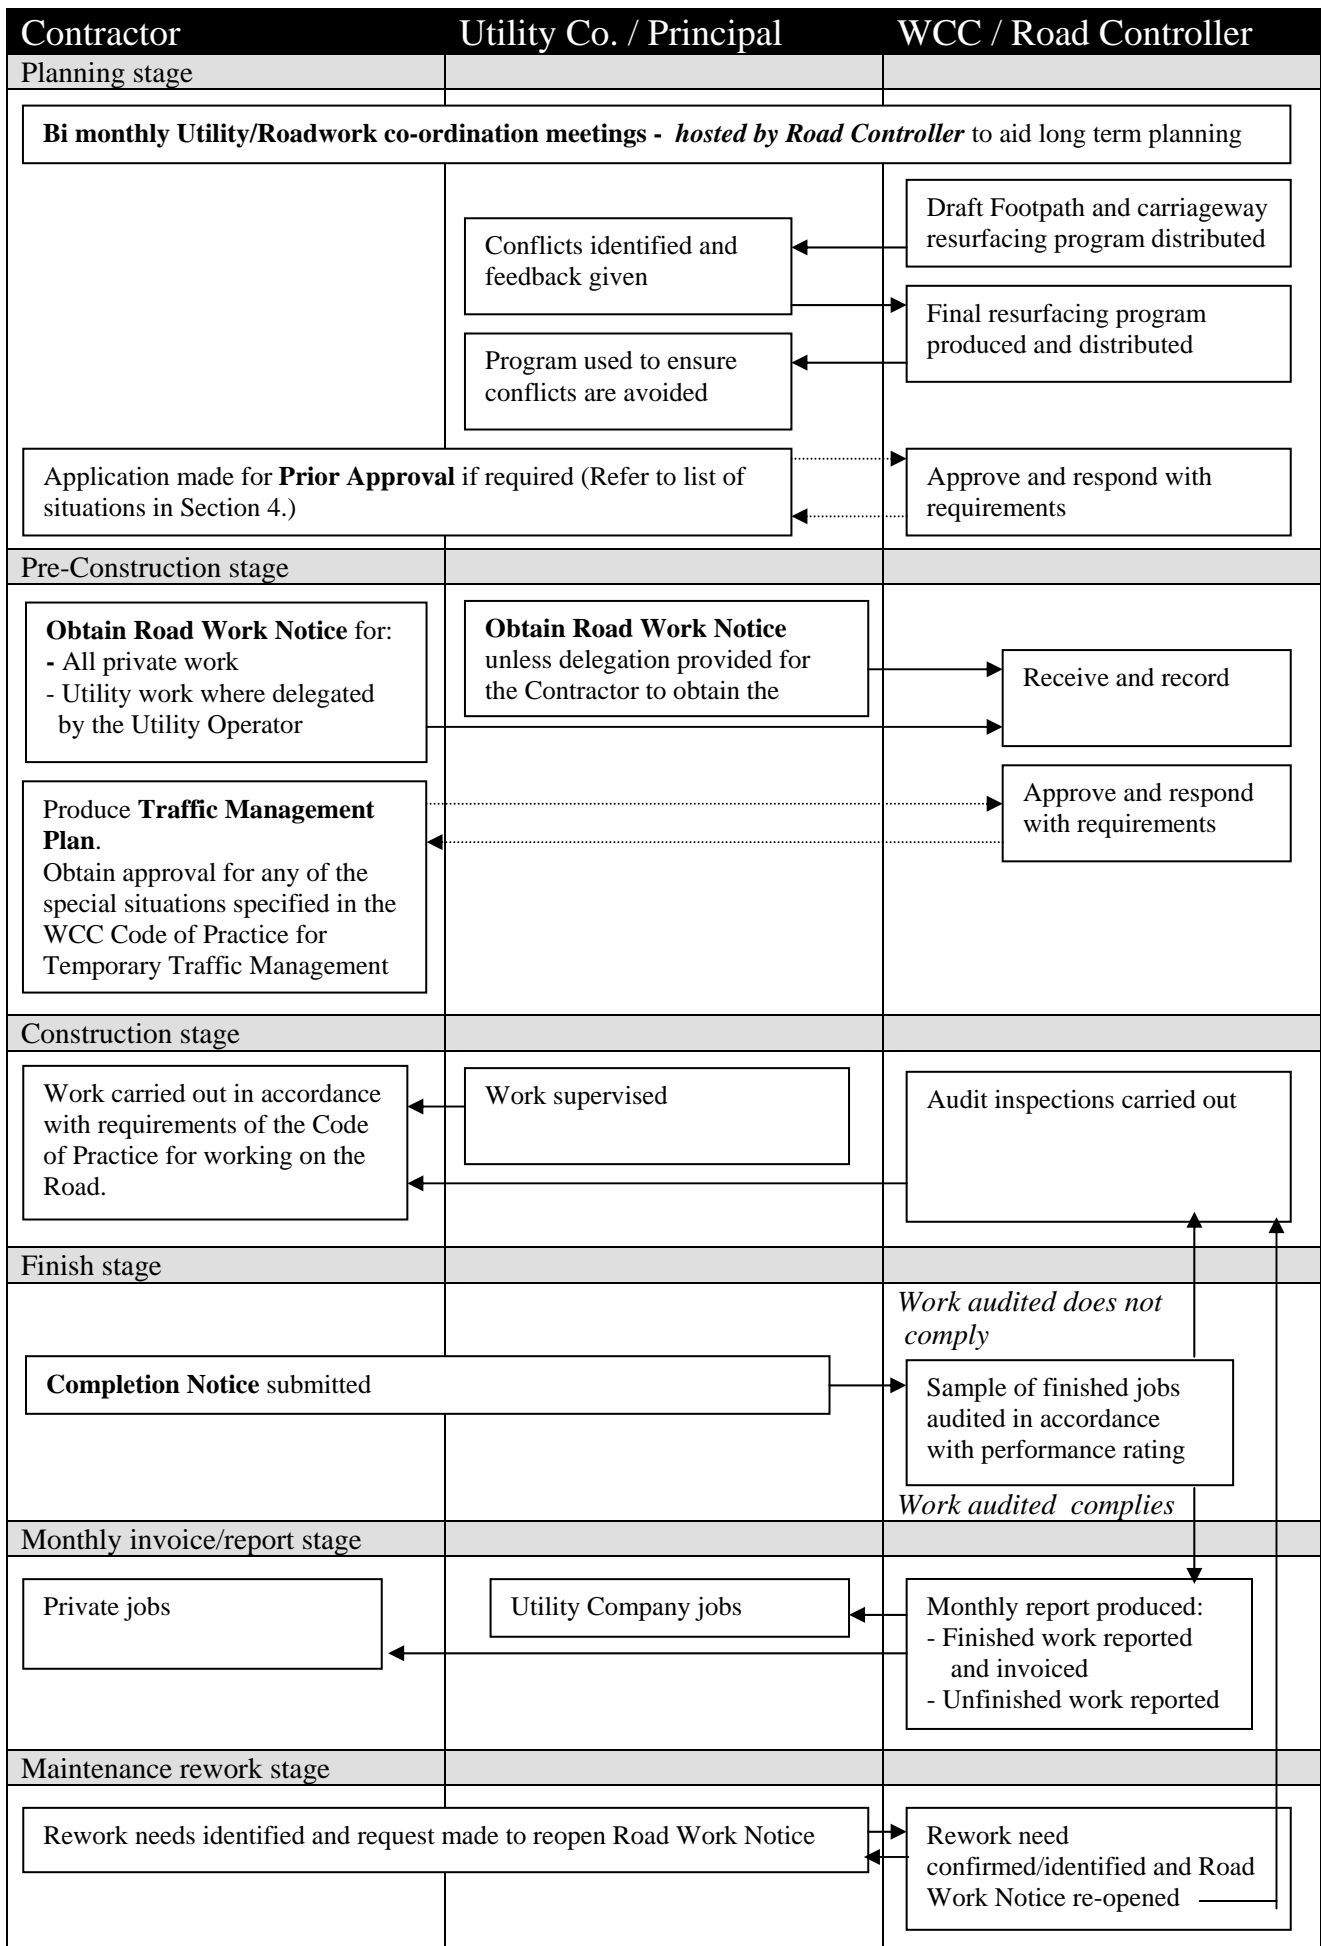 Contractor
Utility Co. / Principal
WCC / Road Controller
Planning stage
Bi monthly Utility/Roadwork co-ordination meetings - hosted by Road Controller to aid long term planning
Draft Footpath and carriageway
resurfacing program distributed
Conflicts identified and
feedback given
Final resurfacing program
produced and distributed
Program used to ensure
conflicts are avoided
Application made for Prior Approval if required (Refer to list of
situations in Section 4.)
Approve and respond with
requirements
Pre-Construction stage
Obtain Road Work Notice for:
- All private work
- Utility work where delegated
by the Utility Operator
Obtain Road Work Notice
unless delegation provided for
the Contractor to obtain the
Receive and record
Produce Traffic Management
Plan.
Obtain approval for any of the
special situations specified in the
WCC Code of Practice for
Temporary Traffic Management
Approve and respond
with requirements
Construction stage
Work carried out in accordance
with requirements of the Code
of Practice for working on the
Road.
Work supervised
Audit inspections carried out
Finish stage
Work audited does not
comply
Completion Notice submitted
Sample of finished jobs
audited in accordance
with performance rating
Work audited complies
Monthly invoice/report stage
Private jobs
Utility Company jobs
Monthly report produced:
- Finished work reported
and invoiced
- Unfinished work reported
Maintenance rework stage
Rework needs identified and request made to reopen Road Work Notice
Rework need
confirmed/identified and Road
Work Notice re-opened